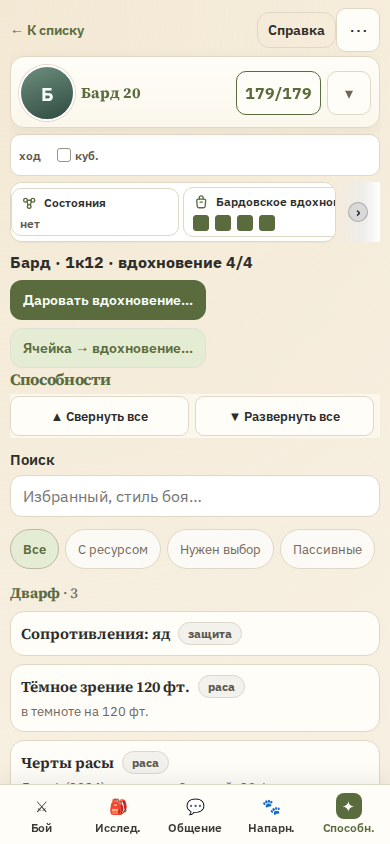 ← К списку
Справка
...
Б
Бард 20
179/179
▼
ход
куб.
Состояния
нет
Бардовское
›
Бард · 1к12 · вдохновение 4/4
Даровать вдохновение...
Ячейка → вдохновение...
Способности
▲ Свернуть все
▼ Развернуть все
Поиск
Избранный, стиль боя...
Все
С ресурсом
Нужен выбор
Пассивные
Дварф · 3
Сопротивления: яд
защита
Тёмное зрение 120 фт.
раса
в темноте на 120 фт.
Черты расы
раса
Бой
Исслед.
Общение
Напарн.
Способн.